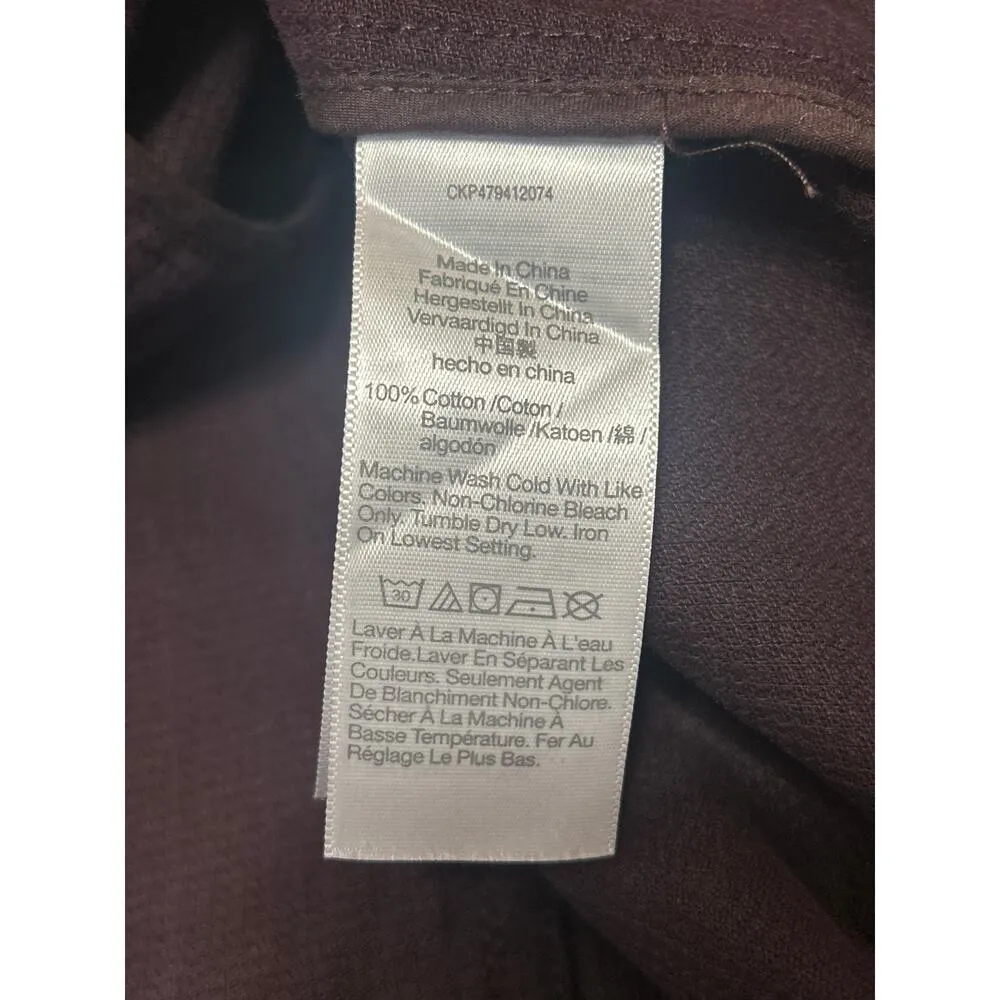 CKP479412074
Made In China
Fabriqué En Chine
Hergestellt In China
Vervaardigd In China
中国製
hecho en china
100% Cotton /Coton /
Baumwolle /Katoen /綿 /
algodón
Machine Wash Cold With Like
Colors. Non-Chlorine Bleach
Only. Tumble Dry Low. Iron
On Lowest Setting.
30
Laver À La Machine À L'eau
Froide.Laver En Séparant Les
Couleurs. Seulement Agent
De Blanchiment Non-Chlore.
Sécher À La Machine À
Basse Température. Fer Au
Réglage Le Plus Bas.